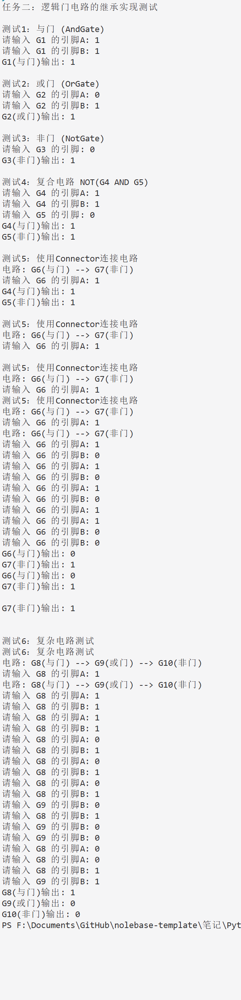 任务二：逻辑门电路的继承实现测试
测试1：与门 (AndGate)
请输入 G1 的引脚A: 1
请输入 G1 的引脚B: 1
G1(与门)输出: 1
测试2：或门 (OrGate)
请输入 G2 的引脚A: 0
请输入 G2 的引脚B: 1
G2(或门)输出: 1
测试3：非门 (NotGate)
请输入 G3 的引脚: 0
G3(非门)输出: 1
测试4：复合电路 NOT(G4 AND G5)
请输入 G4 的引脚A: 1
请输入 G4 的引脚B: 1
请输入 G5 的引脚: 0
G4(与门)输出: 1
G5(非门)输出: 1
测试5：使用Connector连接电路
电路: G6(与门) --> G7(非门)
请输入 G6 的引脚A: 1
G4(与门)输出: 1
G5(非门)输出: 1
测试5：使用Connector连接电路
电路: G6(与门) --> G7(非门)
请输入 G6 的引脚A: 1
测试5：使用Connector连接电路
电路: G6(与门) --> G7(非门)
请输入 G6 的引脚A: 1
测试5：使用Connector连接电路
电路: G6(与门) --> G7(非门)
请输入 G6 的引脚A: 1
电路: G6(与门) --> G7(非门)
请输入 G6 的引脚A: 1
请输入 G6 的引脚B: 0
请输入 G6 的引脚A: 1
请输入 G6 的引脚B: 0
请输入 G6 的引脚A: 1
请输入 G6 的引脚B: 0
请输入 G6 的引脚A: 1
请输入 G6 的引脚A: 1
请输入 G6 的引脚B: 0
请输入 G6 的引脚B: 0
G6(与门)输出: 0
G7(非门)输出: 1
G6(与门)输出: 0
G7(非门)输出: 1
G7(非门)输出: 1
测试6：复杂电路测试
测试6：复杂电路测试
电路: G8(与门) --> G9(或门) --> G10(非门)
请输入 G8 的引脚A: 1
电路: G8(与门) --> G9(或门) --> G10(非门)
请输入 G8 的引脚A: 1
请输入 G8 的引脚B: 1
请输入 G8 的引脚A: 1
请输入 G8 的引脚B: 1
请输入 G8 的引脚A: 0
请输入 G8 的引脚B: 1
请输入 G8 的引脚A: 0
请输入 G8 的引脚B: 1
请输入 G8 的引脚A: 0
请输入 G8 的引脚B: 1
请输入 G9 的引脚B: 0
请输入 G8 的引脚B: 1
请输入 G9 的引脚B: 0
请输入 G9 的引脚B: 0
请输入 G8 的引脚A: 0
请输入 G8 的引脚A: 0
请输入 G8 的引脚B: 1
请输入 G9 的引脚B: 1
G8(与门)输出: 1
G9(或门)输出: 0
G10(非门)输出: 0
PS F:\Documents\GitHub\nolebase-template\笔记\Pyt